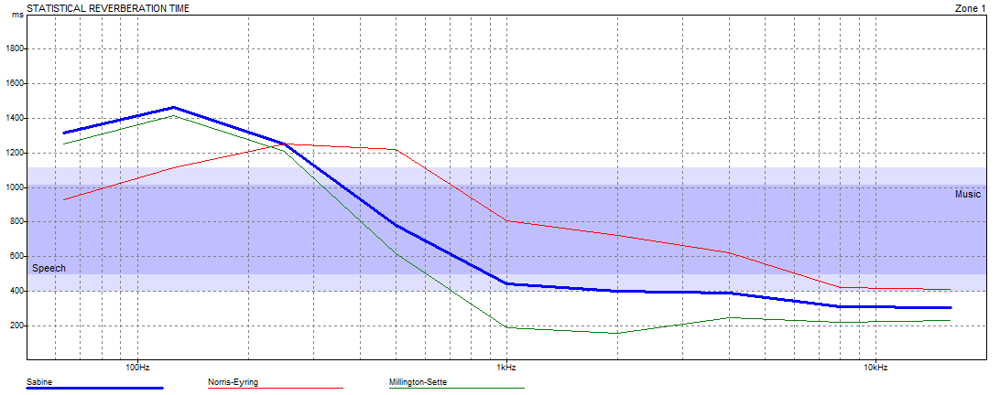 STATISTICAL REVERBERATION TIME Zone 1
ms
1800
1600
1400
1200
1000
Music
800
600
Speech
400
200
100Hz 1kHz 10kHz
Sabine Norris-Eyring Millington-Sette